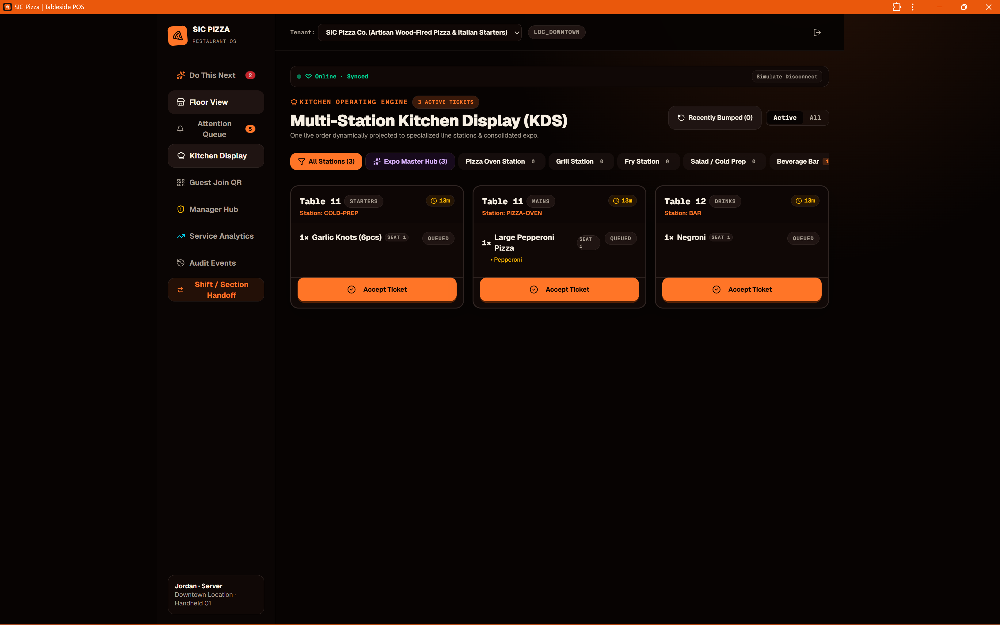 SIC Pizza | Tableside POS
SIC PIZZA
RESTAURANT OS
Tenant:
SIC Pizza Co. (Artisan Wood-Fired Pizza & Italian Starters)
LOC_DOWNTOWN
Do This Next
2
Floor View
Attention
Queue
5
Kitchen Display
Guest Join QR
Manager Hub
Service Analytics
Audit Events
Shift / Section
Handoff
Jordan · Server
Downtown Location ·
Handheld 01
Online · Synced
Simulate Disconnect
KITCHEN OPERATING ENGINE
3 ACTIVE TICKETS
Multi-Station Kitchen Display (KDS)
One live order dynamically projected to specialized line stations & consolidated expo.
Recently Bumped (0)
Active
All
All Stations (3)
Expo Master Hub (3)
Pizza Oven Station 0
Grill Station 0
Fry Station 0
Salad / Cold Prep 0
Beverage Bar 1
Table 11 STARTERS
13m
Station: COLD-PREP
1× Garlic Knots (6pcs) SEAT 1
QUEUED
Accept Ticket
Table 11 MAINS
13m
Station: PIZZA-OVEN
1× Large Pepperoni
Pizza
SEAT
1
QUEUED
• Pepperoni
Accept Ticket
Table 12 DRINKS
13m
Station: BAR
1× Negroni SEAT 1
QUEUED
Accept Ticket